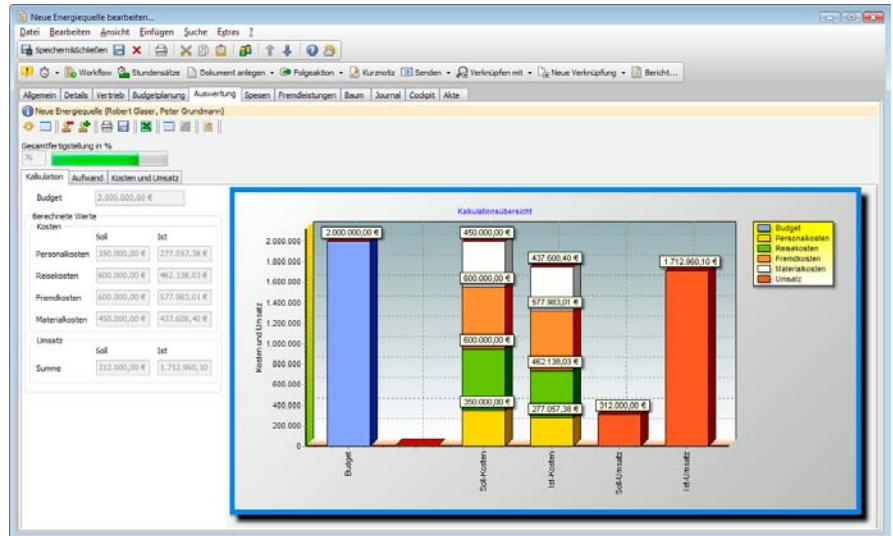 Neue Energiequelle bearbeiten...
Datei Bearbeiten Ansicht Einfügen Suche Extras ?
Speichern&Schließen
Workflow Stundensätze Dokument anlegen Folgeaktion Kurznotiz Senden Verknüpfen mit Neue Verknüpfung Bericht...
Allgemein Details Vertrieb Budgetplanung Auswertung Spesen Fremdleistungen Baum Journal Cockpit Akte
Neue Energiequelle (Robert Glaser, Peter Grundmann)
Gesamtfertigstellung in %
76
Kalkulation Aufwand Kosten und Umsatz
Budget 2.000.000,00 €
Berechnete Werte
Kosten
Soll Ist
Personalkosten 350.000,00 € 277.057,38 €
Reisekosten 600.000,00 € 462.138,03 €
Fremdkosten 600.000,00 € 577.983,01 €
Materialkosten 450.000,00 € 437.608,40 €
Umsatz
Soll Ist
Summe 312.000,00 € 1.712.960,10
Kalkulationsübersicht
Kosten und Umsatz
2.000.000
1.800.000
1.600.000
1.400.000
1.200.000
1.000.000
800.000
600.000
400.000
200.000
0
2.000.000,00 €
450.000,00 €
600.000,00 €
600.000,00 €
350.000,00 €
437.608,40 €
577.983,01 €
462.138,03 €
277.057,38 €
312.000,00 €
1.712.960,10 €
Budget
Soll-Kosten
Ist-Kosten
Soll-Umsatz
Ist-Umsatz
Budget
Personalkosten
Reisekosten
Fremdkosten
Materialkosten
Umsatz